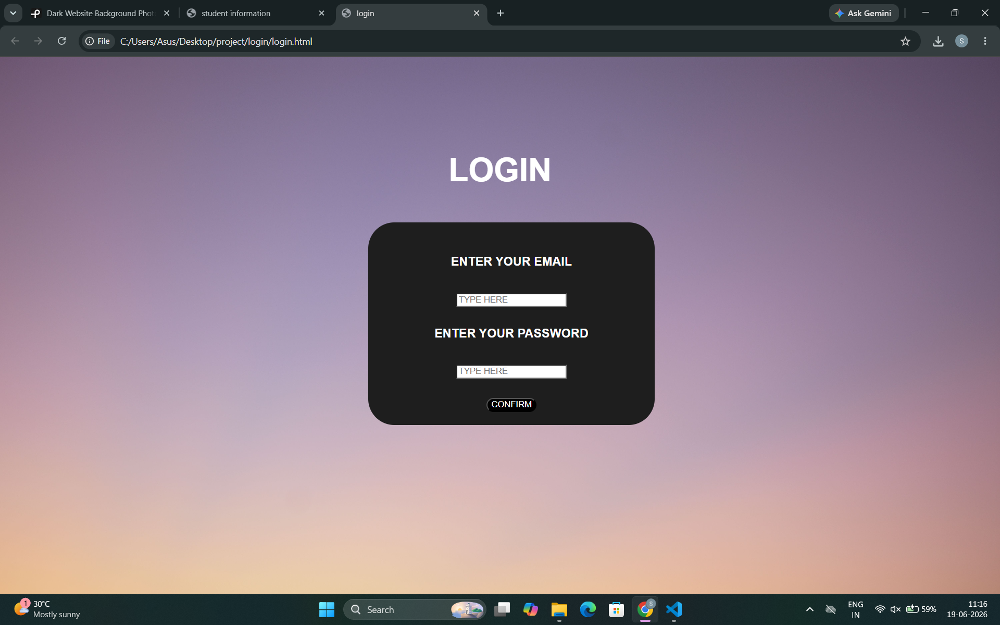 Dark Website Background Phot
student information
login
Ask Gemini
File
C:/Users/Asus/Desktop/project/login/login.html
S
LOGIN
ENTER YOUR EMAIL
TYPE HERE
ENTER YOUR PASSWORD
TYPE HERE
CONFIRM
1
30°C
Mostly sunny
Search
S
ENG
IN
59%
11:16
19-06-2026